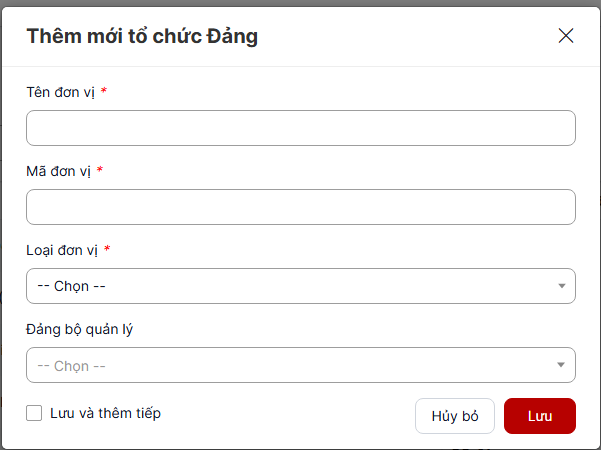 Thêm mới tổ chức Đảng
Tên đơn vị *
Mã đơn vị *
Loại đơn vị *
-- Chọn --
Đảng bộ quản lý
-- Chọn --
Lưu và thêm tiếp
Hủy bỏ
Lưu